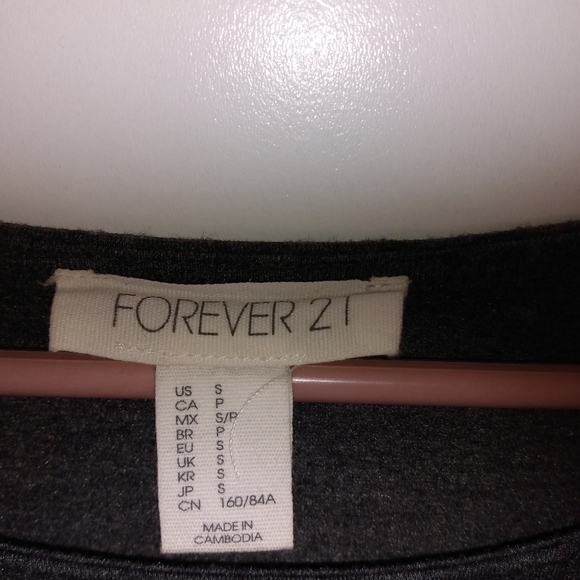 FOREVER 21
US S
CA P
MX S/P
BR P
EU S
UK S
KR S
JP S
CN 160/84A
MADE IN
CAMBODIA